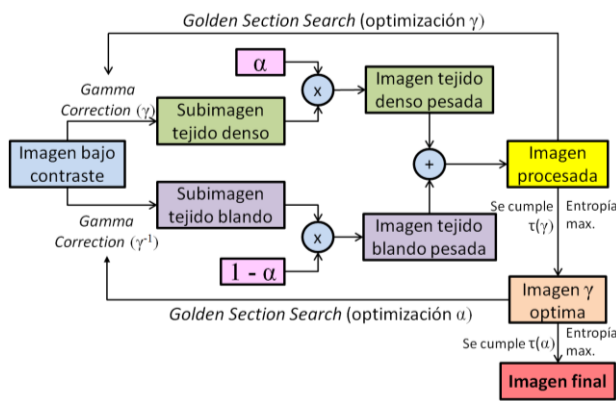 Golden Section Search (optimización γ)
α
Gamma
Correction (γ)
Subimagen
tejido denso
x
Imagen tejido
denso pesada
Imagen bajo
contraste
+
Imagen
procesada
Subimagen
tejido blando
Gamma
Correction (γ⁻¹)
x
Imagen tejido
blando pesada
Se cumple
τ(γ)
Entropía
max.
1 - α
Imagen γ
optima
Golden Section Search (optimización α)
Se cumple τ(α)
Entropía
max.
Imagen final